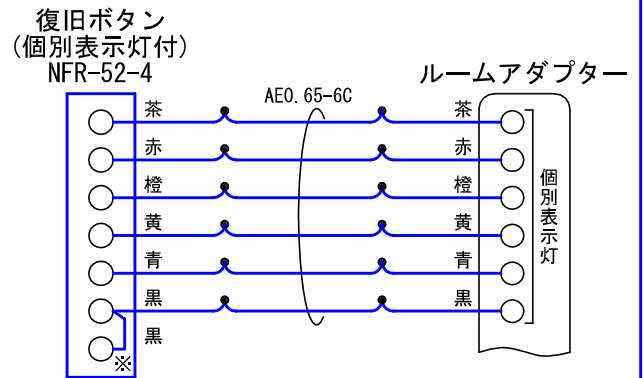 復旧ボタン
(個別表示灯付)
NFR-52-4
ルームアダプター
AE0.65-6C
茶 茶
赤 赤
橙 橙
黄 黄
青 青
黒 黒
黒
※
個別表示灯